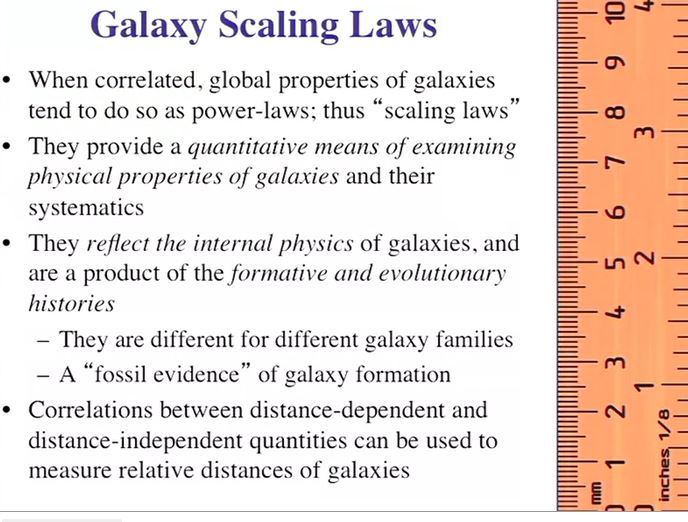 Galaxy Scaling Laws
• When correlated, global properties of galaxies
tend to do so as power-laws; thus “scaling laws”
• They provide a quantitative means of examining
physical properties of galaxies and their
systematics
• They reflect the internal physics of galaxies, and
are a product of the formative and evolutionary
histories
– They are different for different galaxy families
– A “fossil evidence” of galaxy formation
• Correlations between distance-dependent and
distance-independent quantities can be used to
measure relative distances of galaxies
mm 1 2 3 4 5 6 7 8 9 10
inches, 1/8 1 2 3 4